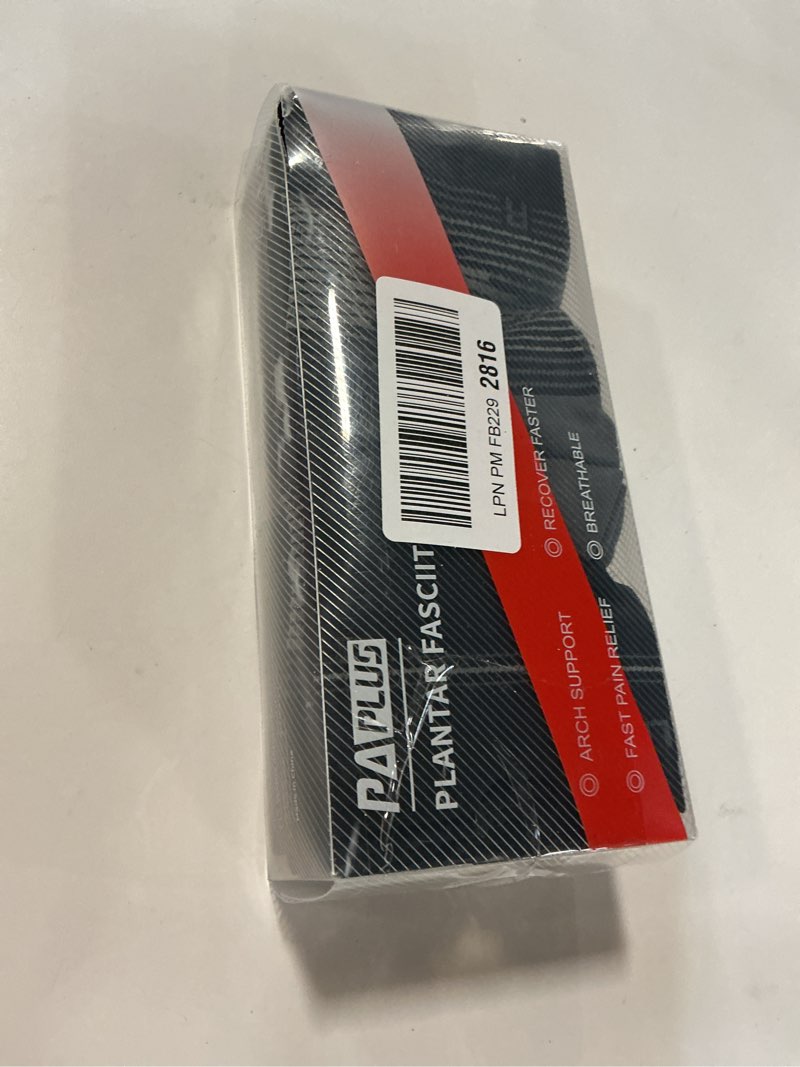 PAPLUS
PLANTAR FASCIIT
LPN PM FB229 2816
ARCH SUPPORT
RECOVER FASTER
FAST PAIN RELIEF
BREATHABLE